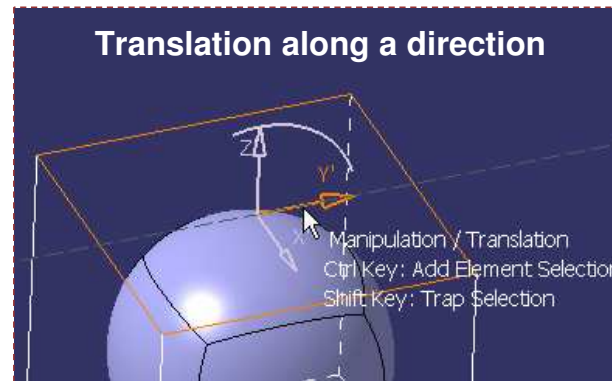 Translation along a direction
Z
Y'
X
Manipulation / Translation
Ctrl Key: Add Element Selection
Shift Key: Trap Selection